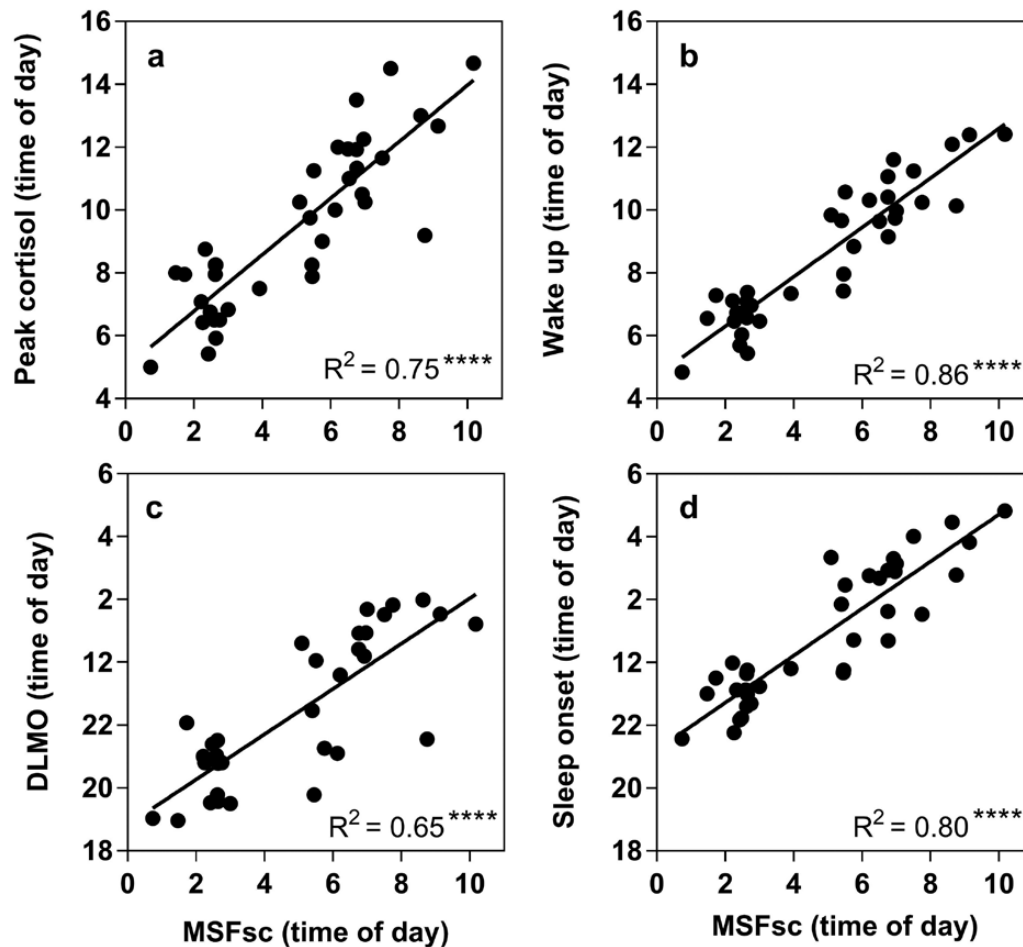 a
Peak cortisol (time of day)
16
14
12
10
8
6
4
0 2 4 6 8 10
R² = 0.75****
b
Wake up (time of day)
16
14
12
10
8
6
4
0 2 4 6 8 10
R² = 0.86****
c
DLMO (time of day)
6
4
2
12
22
20
18
0 2 4 6 8 10
R² = 0.65****
MSFsc (time of day)
d
Sleep onset (time of day)
6
4
2
12
22
20
18
0 2 4 6 8 10
R² = 0.80****
MSFsc (time of day)